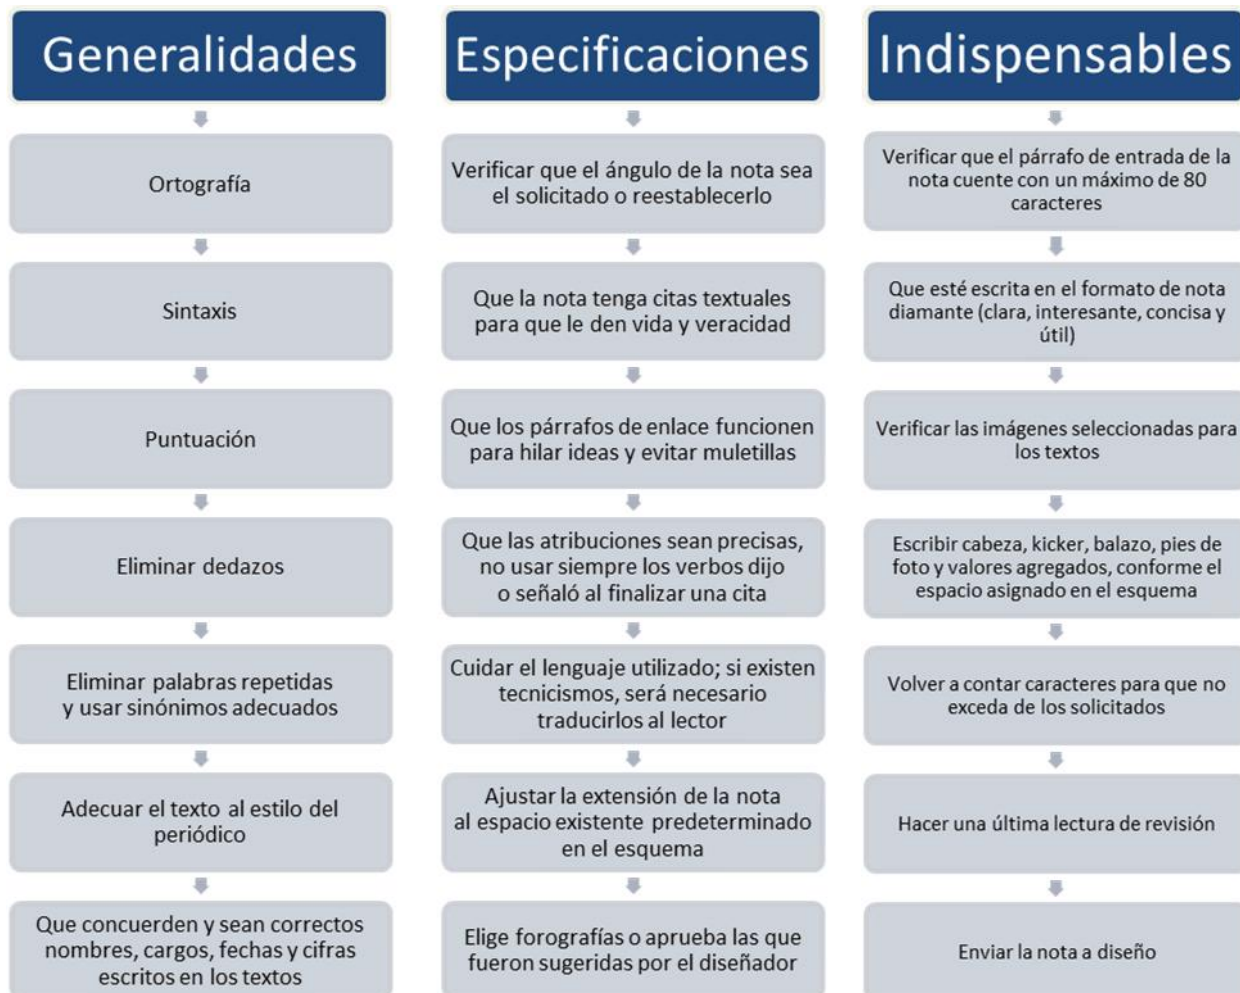 Generalidades
Ortografía
Sintaxis
Puntuación
Eliminar dedazos
Eliminar palabras repetidas
y usar sinónimos adecuados
Adecuar el texto al estilo del
periódico
Que concuerden y sean correctos
nombres, cargos, fechas y cifras
escritos en los textos
Especificaciones
Verificar que el ángulo de la nota sea
el solicitado o reestablecerlo
Que la nota tenga citas textuales
para que le den vida y veracidad
Que los párrafos de enlace funcionen
para hilar ideas y evitar muletillas
Que las atribuciones sean precisas,
no usar siempre los verbos dijo
o señaló al finalizar una cita
Cuidar el lenguaje utilizado; si existen
tecnicismos, será necesario
traducirlos al lector
Ajustar la extensión de la nota
al espacio existente predeterminado
en el esquema
Elige forografías o aprueba las que
fueron sugeridas por el diseñador
Indispensables
Verificar que el párrafo de entrada de la
nota cuente con un máximo de 80
caracteres
Que esté escrita en el formato de nota
diamante (clara, interesante, concisa y
útil)
Verificar las imágenes seleccionadas para
los textos
Escribir cabeza, kicker, balazo, pies de
foto y valores agregados, conforme el
espacio asignado en el esquema
Volver a contar caracteres para que no
exceda de los solicitados
Hacer una última lectura de revisión
Enviar la nota a diseño